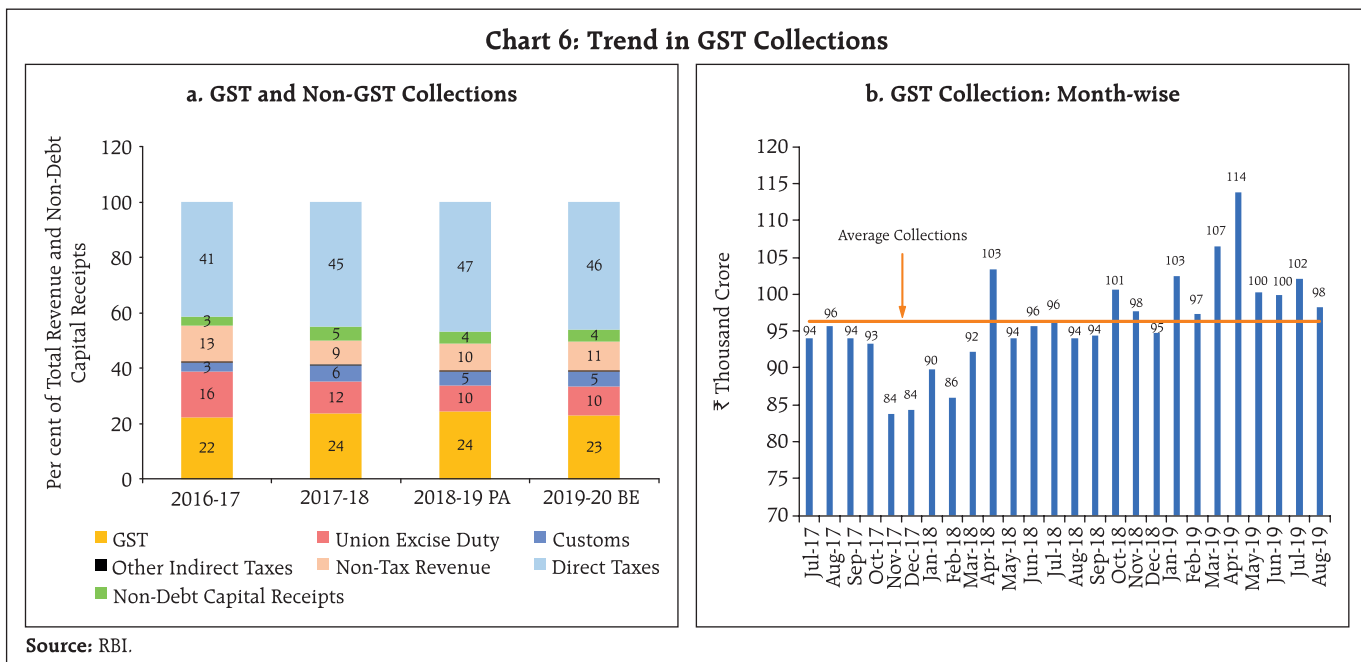 Chart 6: Trend in GST Collections
a. GST and Non-GST Collections
Per cent of Total Revenue and Non-Debt
Capital Receipts
120
100
80
60
40
20
0
41
3
13
3
16
22
45
5
9
6
12
24
47
4
10
5
10
24
46
4
11
5
10
23
2016-17
2017-18
2018-19 PA
2019-20 BE
GST
Union Excise Duty
Customs
Other Indirect Taxes
Non-Tax Revenue
Direct Taxes
Non-Debt Capital Receipts
b. GST Collection: Month-wise
₹ Thousand Crore
120
115
110
105
100
95
90
85
80
75
70
Average Collections
94
96
94
93
84
84
90
86
92
103
94
96
96
94
94
101
98
95
103
97
107
114
100
100
102
98
Jul-17
Aug-17
Sep-17
Oct-17
Nov-17
Dec-17
Jan-18
Feb-18
Mar-18
Apr-18
May-18
Jun-18
Jul-18
Aug-18
Sep-18
Oct-18
Nov-18
Dec-18
Jan-19
Feb-19
Mar-19
Apr-19
May-19
Jun-19
Jul-19
Aug-19
Source: RBI.